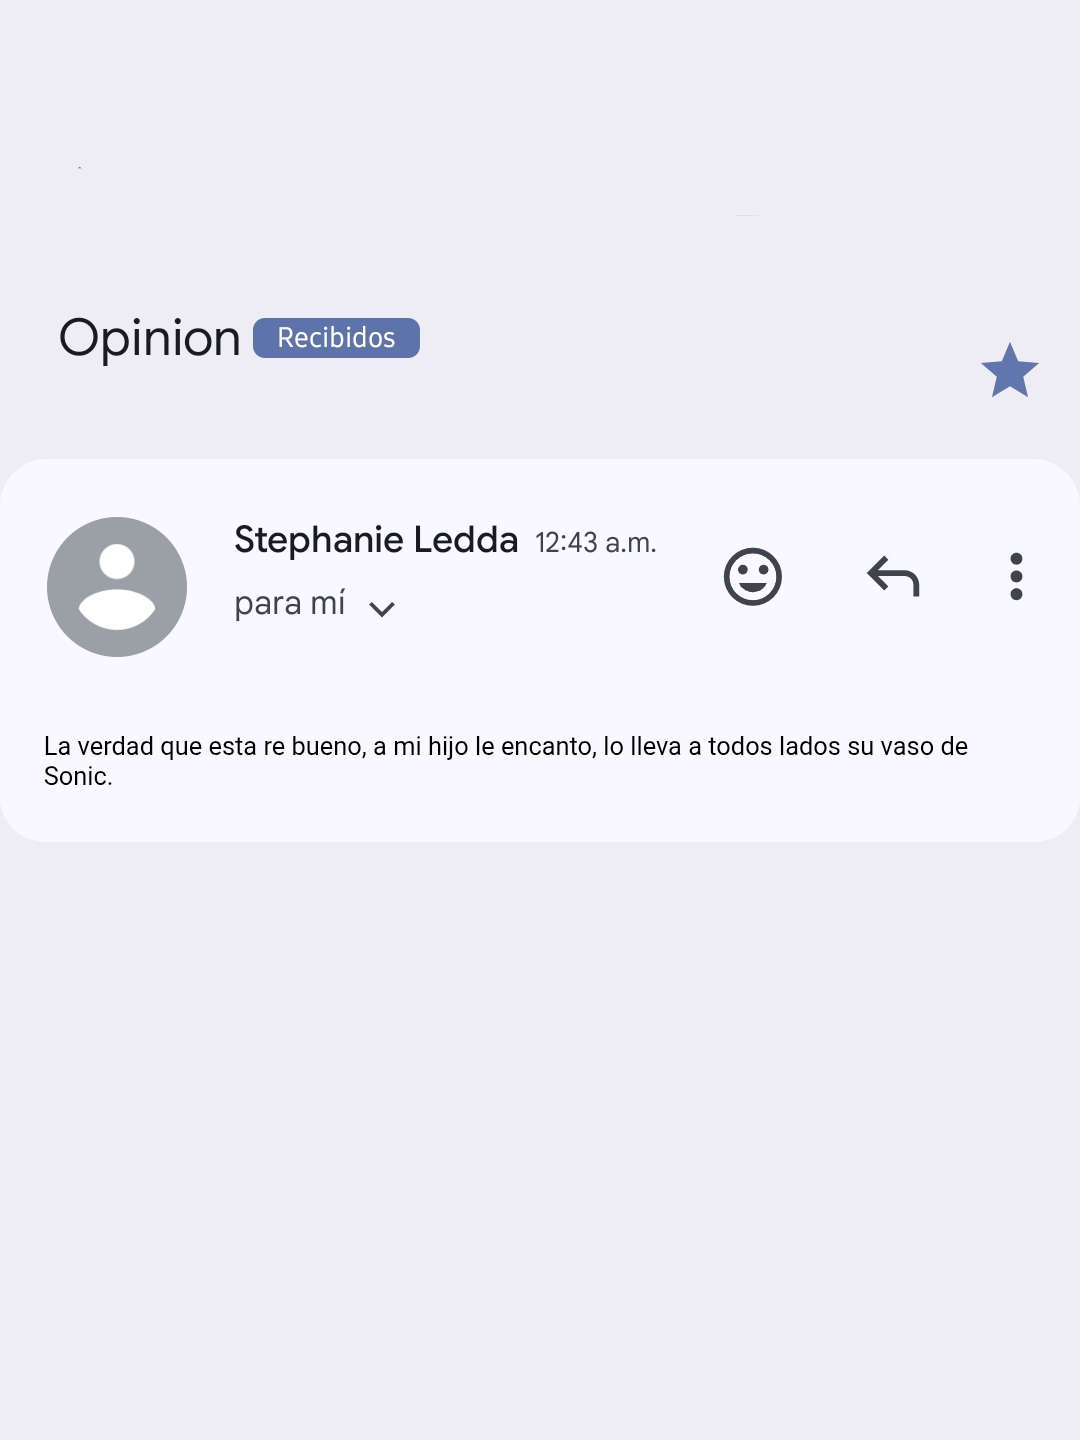 Opinion Recibidos
Stephanie Ledda 12:43 a.m.
para mí
La verdad que esta re bueno, a mi hijo le encanto, lo lleva a todos lados su vaso de
Sonic.